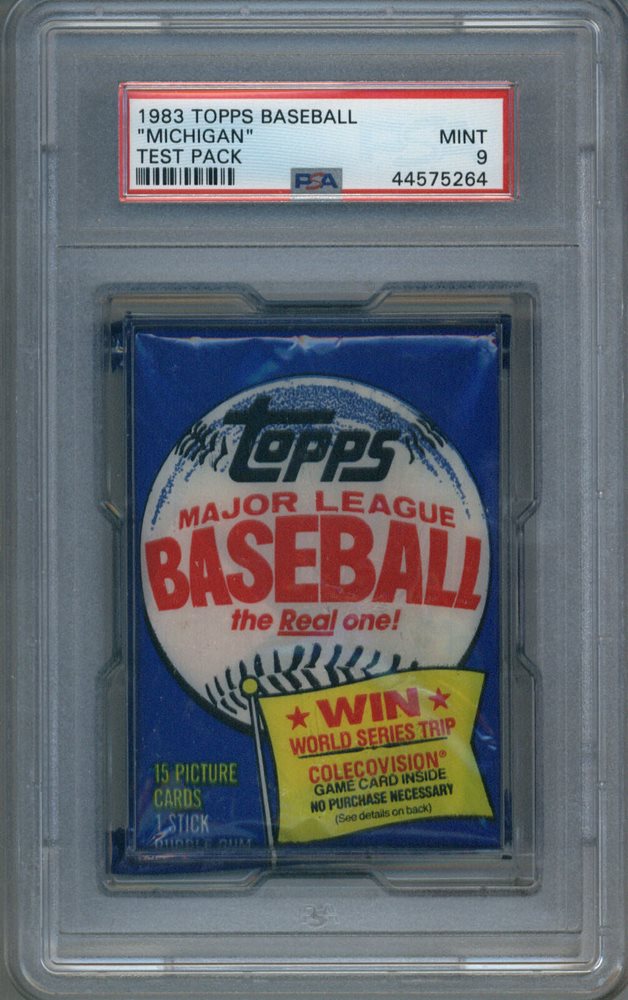 1983 TOPPS BASEBALL
"MICHIGAN" MINT
TEST PACK 9
PSA 44575264
Topps
MAJOR LEAGUE
BASEBALL
the Real one!
WIN
WORLD SERIES TRIP
COLECOVISION®
GAME CARD INSIDE
NO PURCHASE NECESSARY
(See details on back)
15 PICTURE
CARDS
1 STICK
BUBBLE GUM
PSA